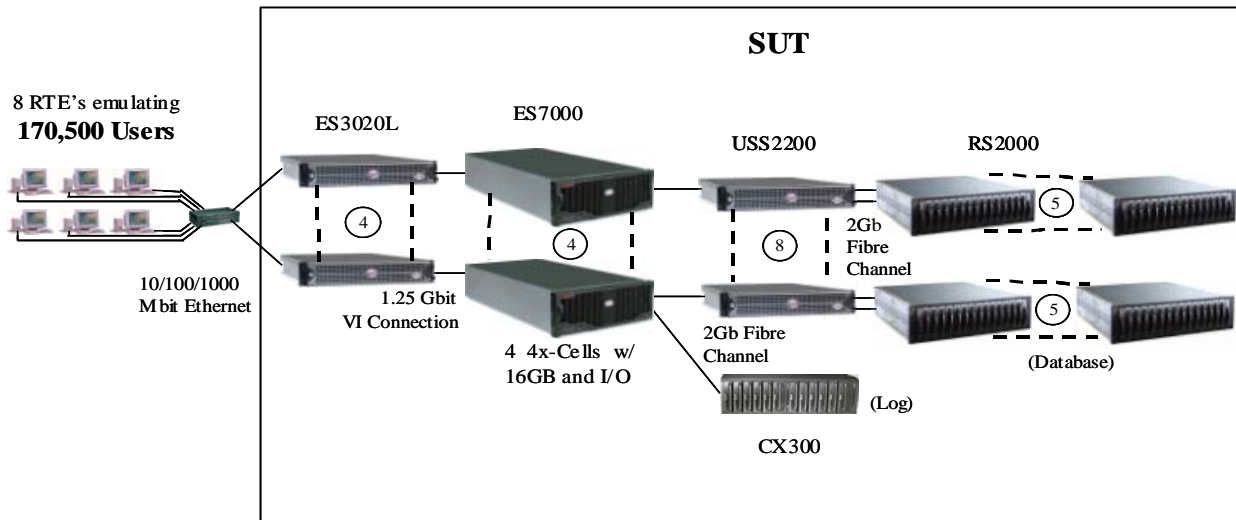 SUT
8 RTE's emulating
170,500 Users
ES3020L
ES7000
USS2200
RS2000
4
4
8
5
2Gb
Fibre
Channel
10/100/1000
Mbit Ethernet
1.25 Gbit
VI Connection
4 4x-Cells w/
16GB and I/O
2Gb Fibre
Channel
5
(Database)
(Log)
CX300